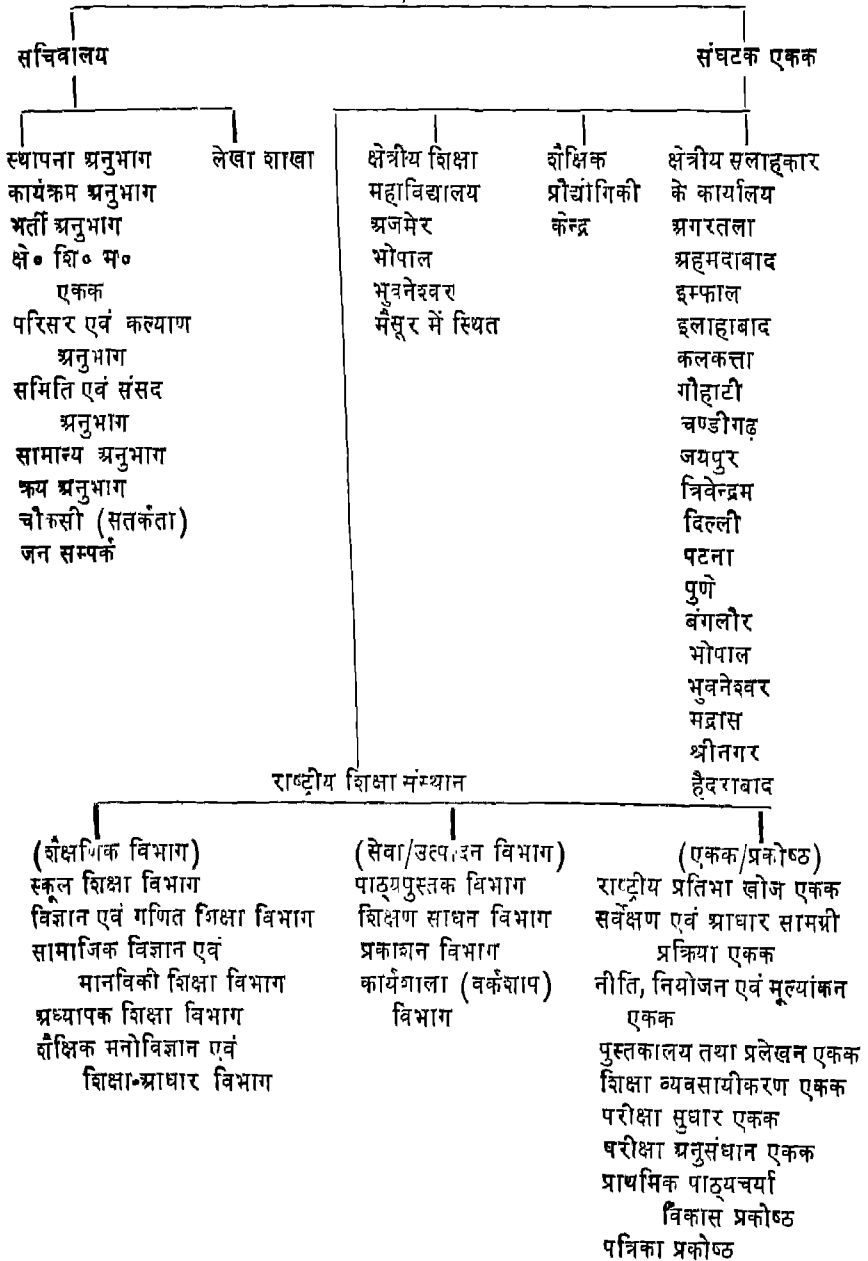 सचिवालय
संघटक एकक
स्थापना अनुभाग
कार्यक्रम अनुभाग
भर्ती अनुभाग
क्षे० शि० म०
एकक
परिसर एवं कल्याण
अनुभाग
समिति एवं संसद
अनुभाग
सामान्य अनुभाग
क्रय अनुभाग
चौकसी (सतर्कता)
जन सम्पर्क
लेखा शाखा
क्षेत्रीय शिक्षा
महाविद्यालय
अजमेर
भोपाल
भुवनेश्वर
मैसूर में स्थित
शैक्षिक
प्रौद्योगिकी
केन्द्र
क्षेत्रीय सलाहकार
के कार्यालय
अगरतला
अहमदाबाद
इम्फाल
इलाहाबाद
कलकत्ता
गौहाटी
चण्डीगढ़
जयपुर
त्रिवेन्द्रम
दिल्ली
पटना
पुणे
बंगलौर
भोपाल
भुवनेश्वर
मद्रास
श्रीनगर
हैदराबाद
राष्ट्रीय शिक्षा संस्थान
(शैक्षणिक विभाग)
स्कूल शिक्षा विभाग
विज्ञान एवं गणित शिक्षा विभाग
सामाजिक विज्ञान एवं
मानविकी शिक्षा विभाग
अध्यापक शिक्षा विभाग
शैक्षिक मनोविज्ञान एवं
शिक्षा-आधार विभाग
(सेवा/उत्पादन विभाग)
पाठ्यपुस्तक विभाग
शिक्षण साधन विभाग
प्रकाशन विभाग
कार्यशाला (वर्कशाप)
विभाग
(एकक/प्रकोष्ठ)
राष्ट्रीय प्रतिभा खोज एकक
सर्वेक्षण एवं आधार सामग्री
प्रक्रिया एकक
नीति, नियोजन एवं मूल्यांकन
एकक
पुस्तकालय तथा प्रलेखन एकक
शिक्षा व्यवसायीकरण एकक
परीक्षा सुधार एकक
परीक्षा अनुसंधान एकक
प्राथमिक पाठ्यचर्या
विकास प्रकोष्ठ
पत्रिका प्रकोष्ठ